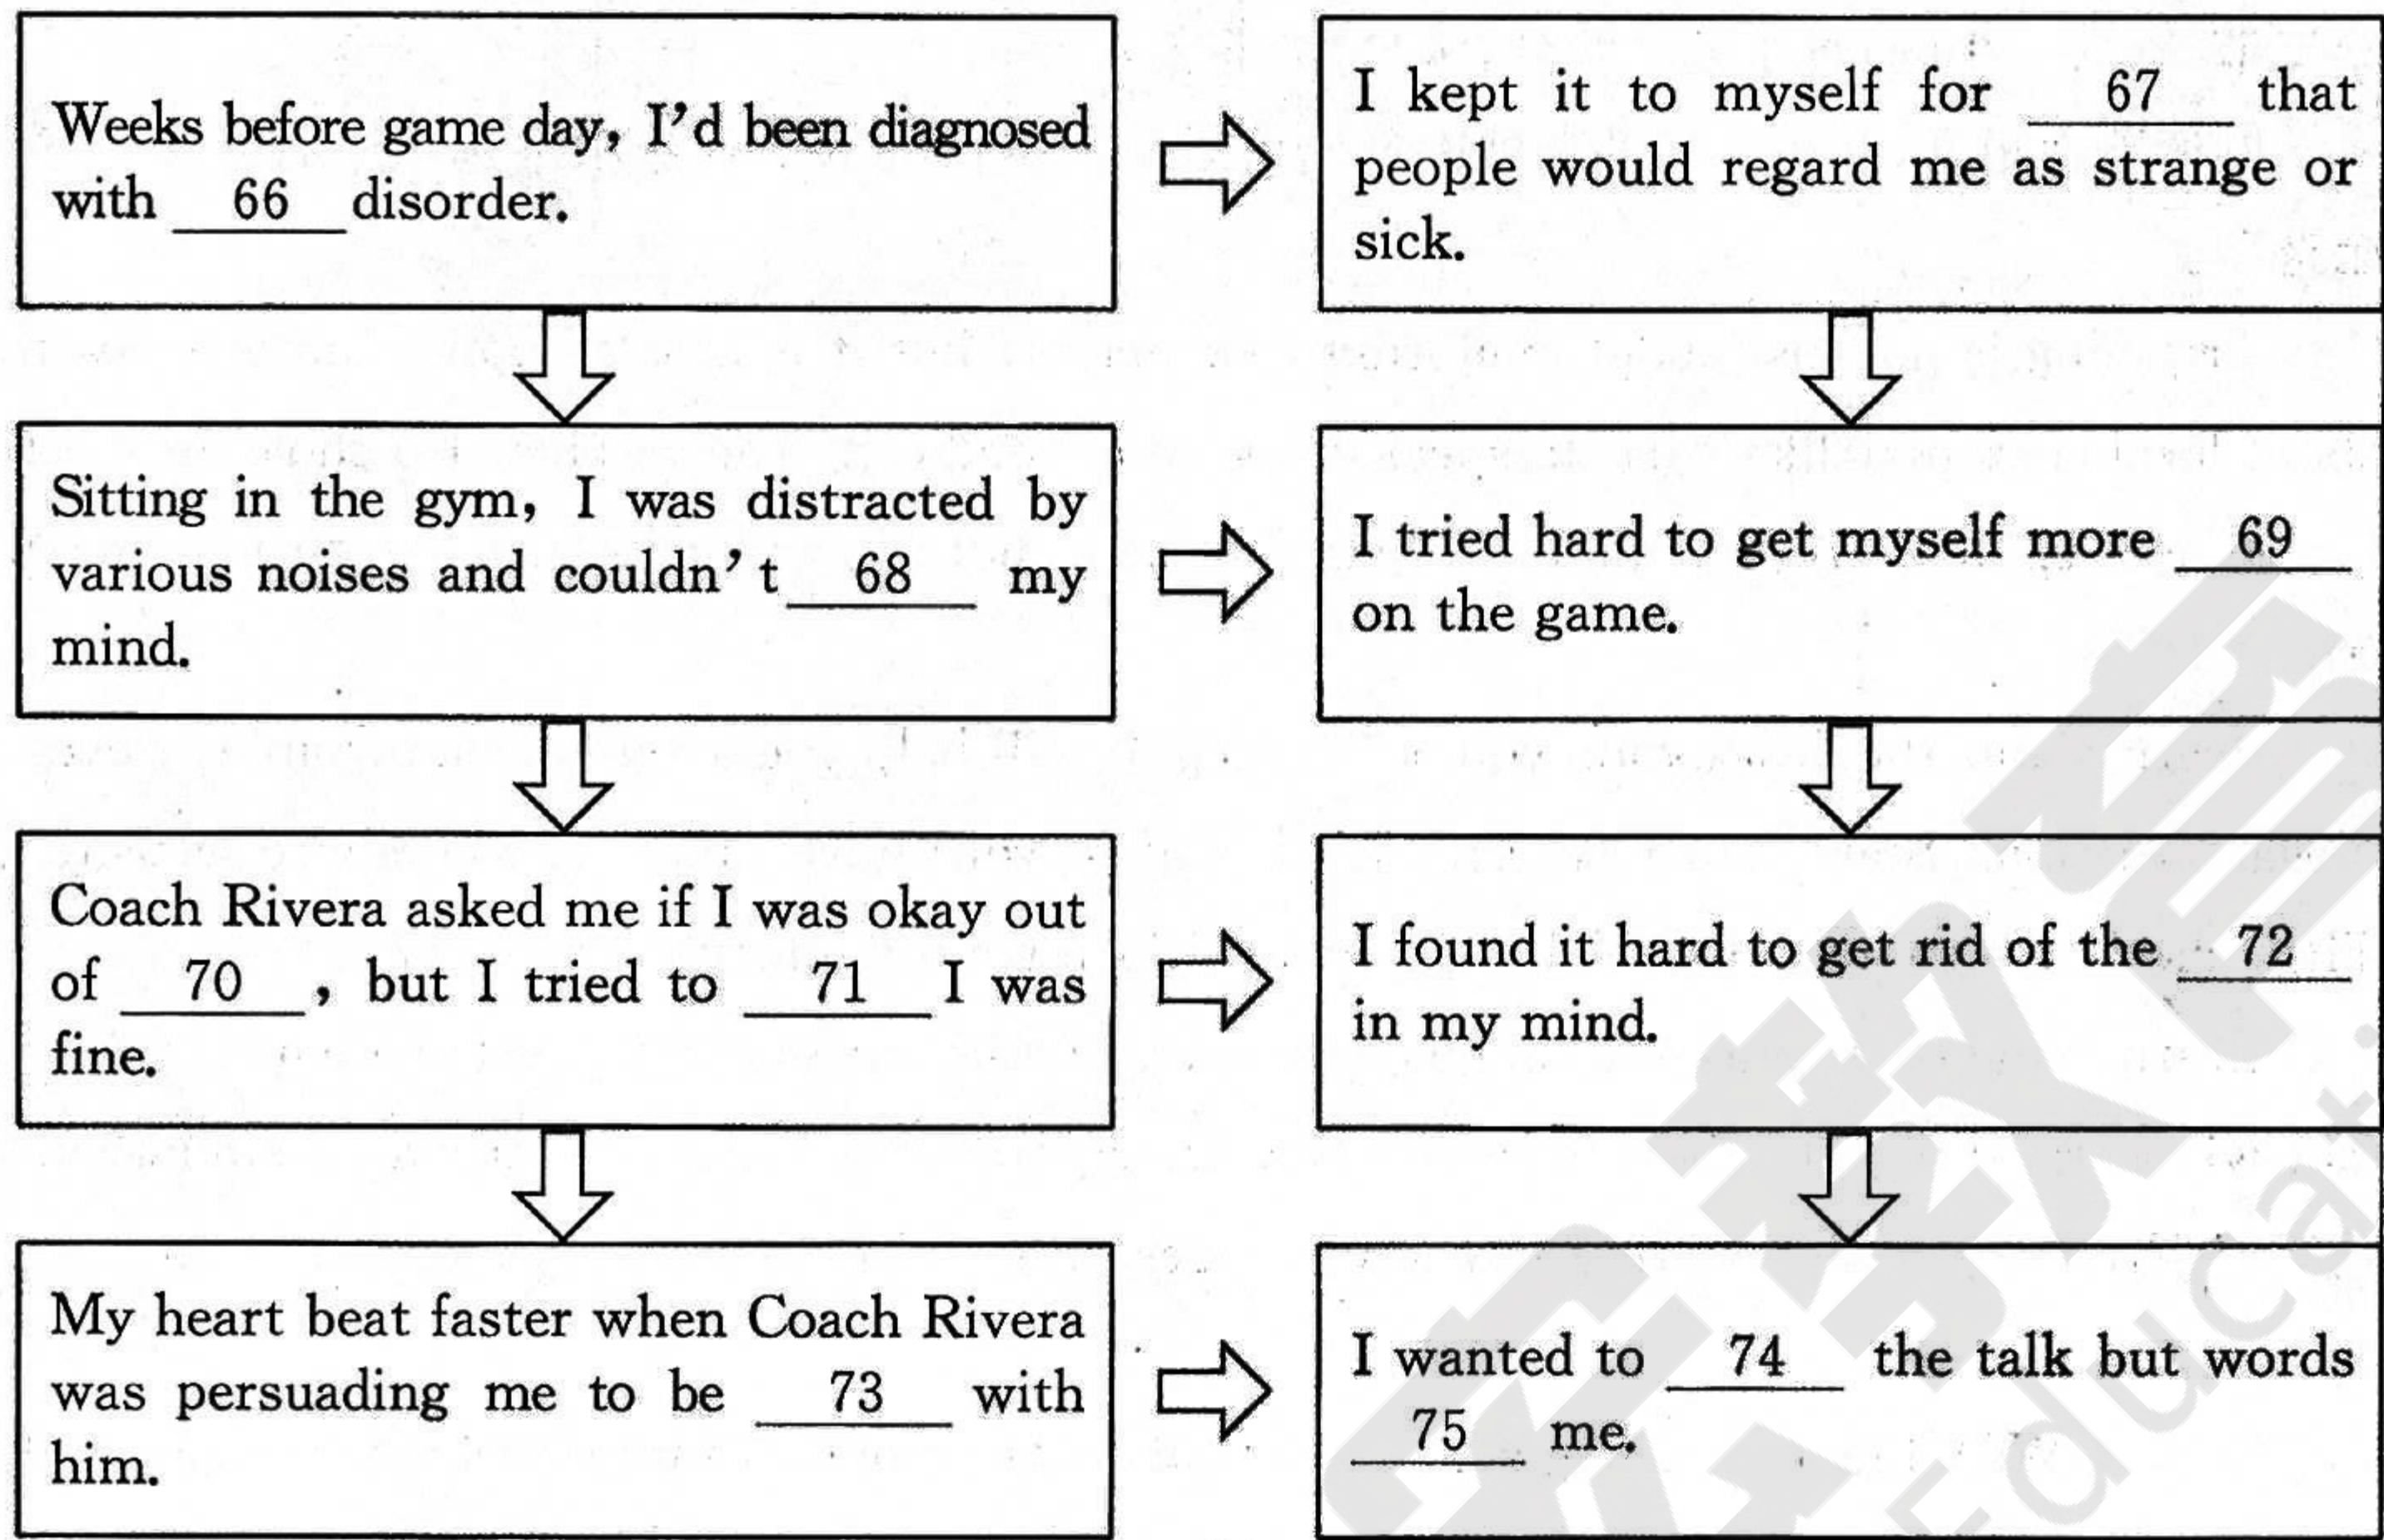 Weeks before game day, I'd been diagnosed
with 66 disorder.
I kept it to myself for 67 that
people would regard me as strange or
sick.
Sitting in the gym, I was distracted by
various noises and couldn't 68 my
mind.
I tried hard to get myself more 69
on the game.
Coach Rivera asked me if I was okay out
of 70 , but I tried to 71 I was
fine.
I found it hard to get rid of the 72
in my mind.
My heart beat faster when Coach Rivera
was persuading me to be 73 with
him.
I wanted to 74 the talk but words
75 me.